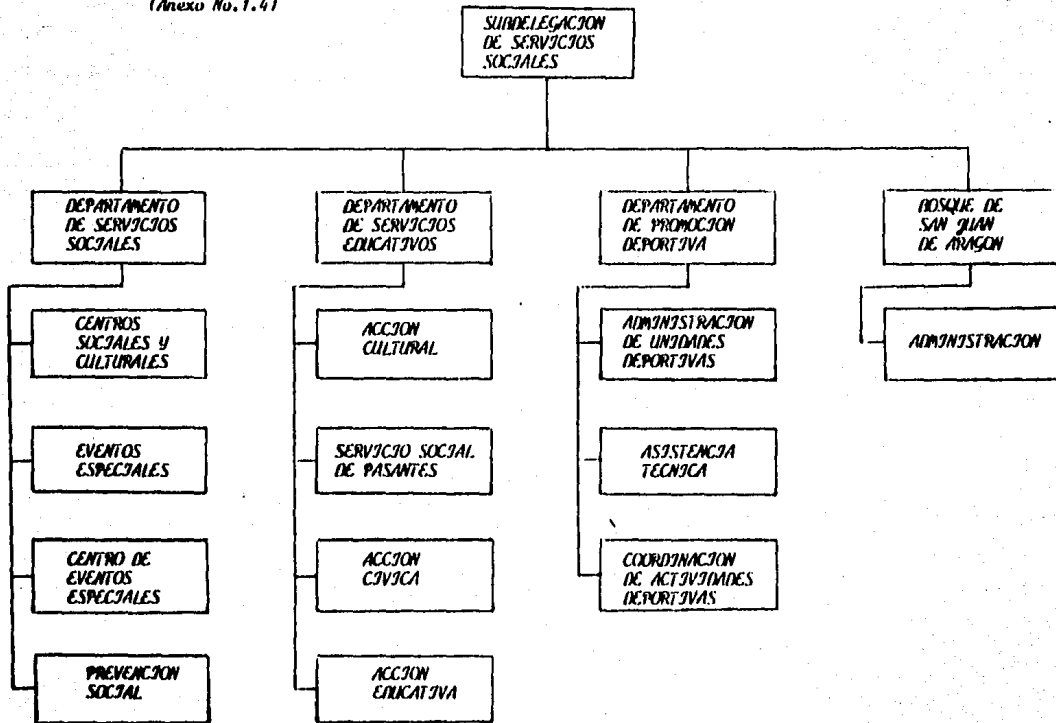 (Anexo No.1.4)
SUBDELEGACION
DE SERVICIOS
SOCIALES
DEPARTAMENTO
DE SERVICIOS
SOCIALES
DEPARTAMENTO
DE SERVICIOS
EDUCATIVOS
DEPARTAMENTO
DE PROMOCION
DEPORTIVA
BOSQUE DE
SAN JUAN
DE ARAGON
CENTROS
SOCIALES Y
CULTURALES
ACCION
CULTURAL
ADMINISTRACION
DE UNIDADES
DEPORTIVAS
ADMINISTRACION
EVENTOS
ESPECIALES
SERVICIO SOCIAL
DE PASANTES
ASISTENCIA
TECNICA
CENTRO DE
EVENTOS
ESPECIALES
ACCION
CIVICA
COORDINACION
DE ACTIVIDADES
DEPORTIVAS
PREVENCION
SOCIAL
ACCION
EDUCATIVA